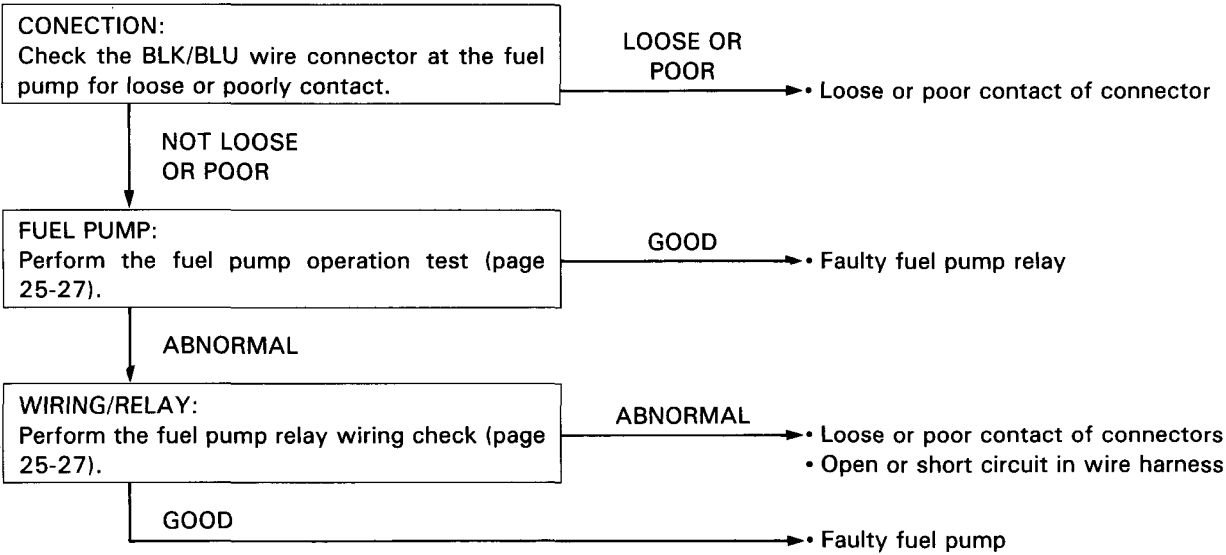 CONECTION:
Check the BLK/BLU wire connector at the fuel
pump for loose or poorly contact.
LOOSE OR
POOR
• Loose or poor contact of connector
NOT LOOSE
OR POOR
FUEL PUMP:
Perform the fuel pump operation test (page
25-27).
GOOD
• Faulty fuel pump relay
ABNORMAL
WIRING/RELAY:
Perform the fuel pump relay wiring check (page
25-27).
ABNORMAL
• Loose or poor contact of connectors
• Open or short circuit in wire harness
GOOD
• Faulty fuel pump